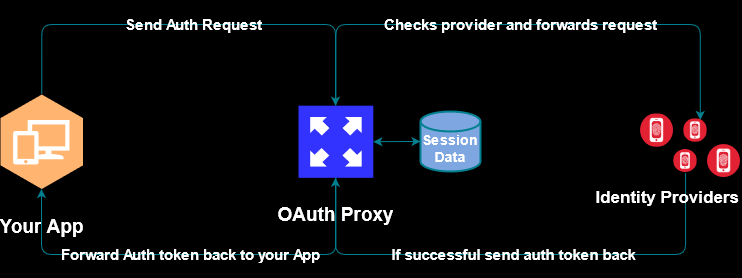 Send Auth Request
Checks provider and forwards request
Session
Data
Identity Providers
OAuth Proxy
Your App
Forward Auth token back to your App
If successful send auth token back